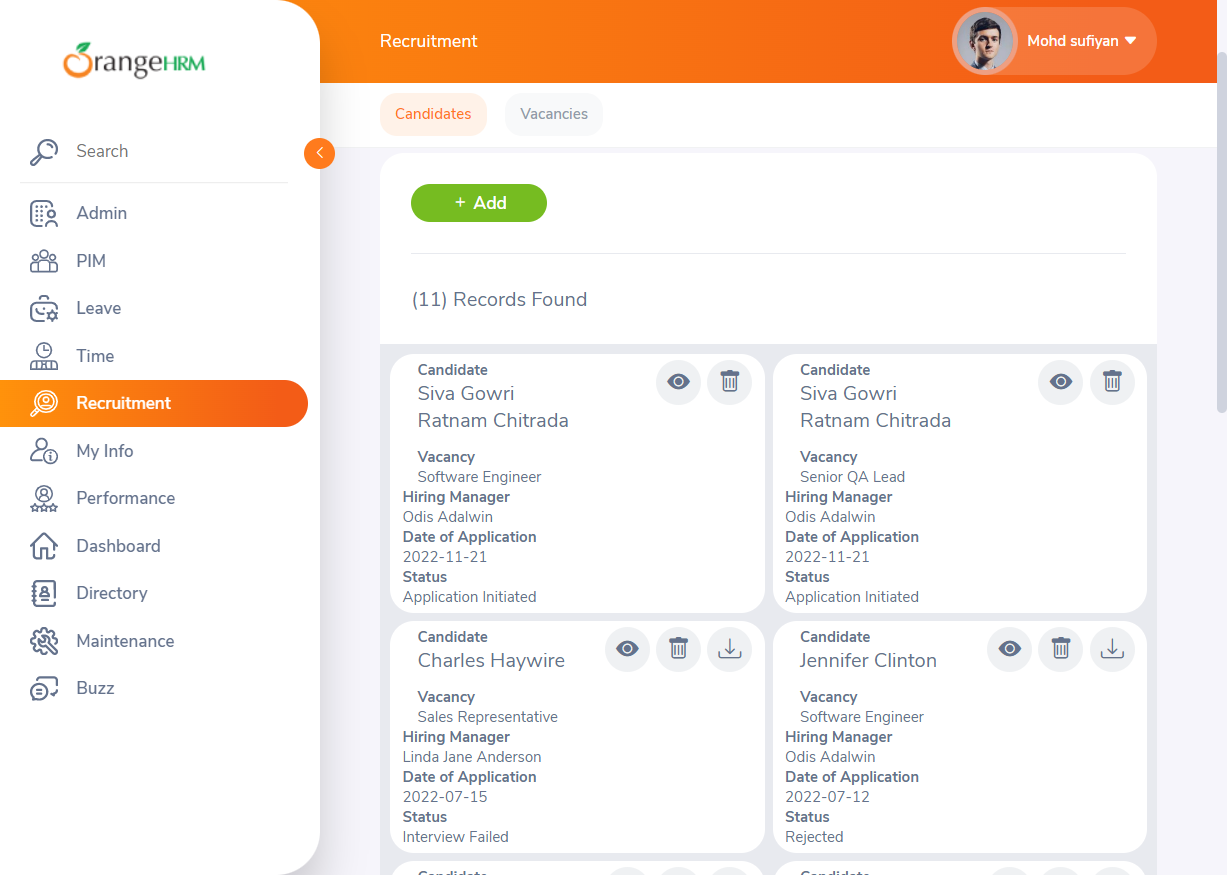 OrangeHRM
Recruitment
Mohd sufiyan
Candidates
Vacancies
Search
Admin
PIM
Leave
Time
Recruitment
My Info
Performance
Dashboard
Directory
Maintenance
Buzz
+ Add
(11) Records Found
Candidate
Siva Gowri
Ratnam Chitrada
Vacancy
Software Engineer
Hiring Manager
Odis Adalwin
Date of Application
2022-11-21
Status
Application Initiated
Candidate
Siva Gowri
Ratnam Chitrada
Vacancy
Senior QA Lead
Hiring Manager
Odis Adalwin
Date of Application
2022-11-21
Status
Application Initiated
Candidate
Charles Haywire
Vacancy
Sales Representative
Hiring Manager
Linda Jane Anderson
Date of Application
2022-07-15
Status
Interview Failed
Candidate
Jennifer Clinton
Vacancy
Software Engineer
Hiring Manager
Odis Adalwin
Date of Application
2022-07-12
Status
Rejected
Candidate
Candidate